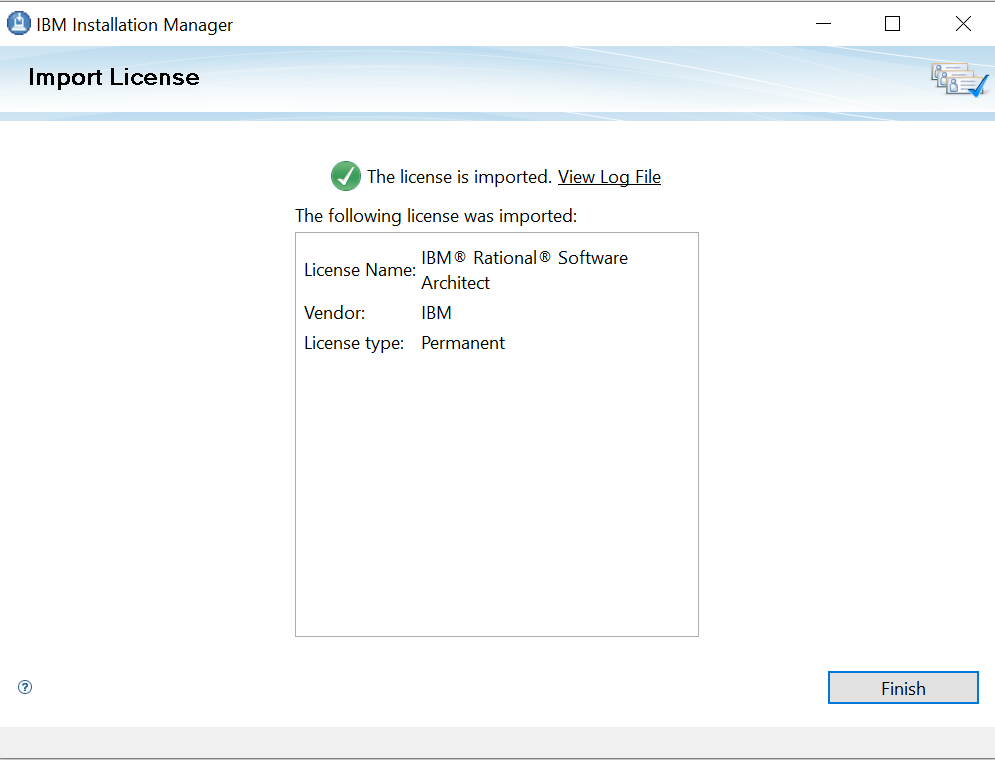 IBM Installation Manager
Import License
The license is imported. View Log File
The following license was imported:
License Name: IBM® Rational® Software
Architect
Vendor: IBM
License type: Permanent
?
Finish